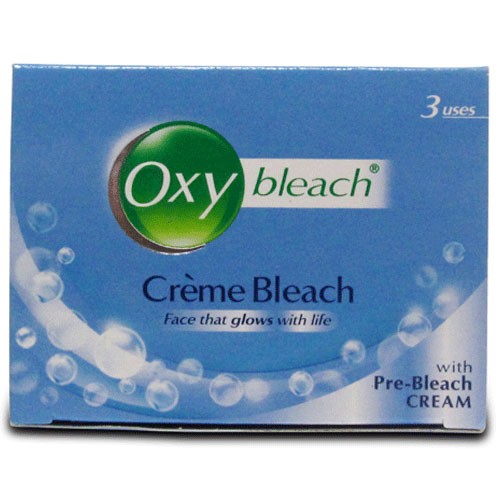 3 uses
Oxy bleach®
Crème Bleach
Face that glows with life
with
Pre-Bleach
CREAM